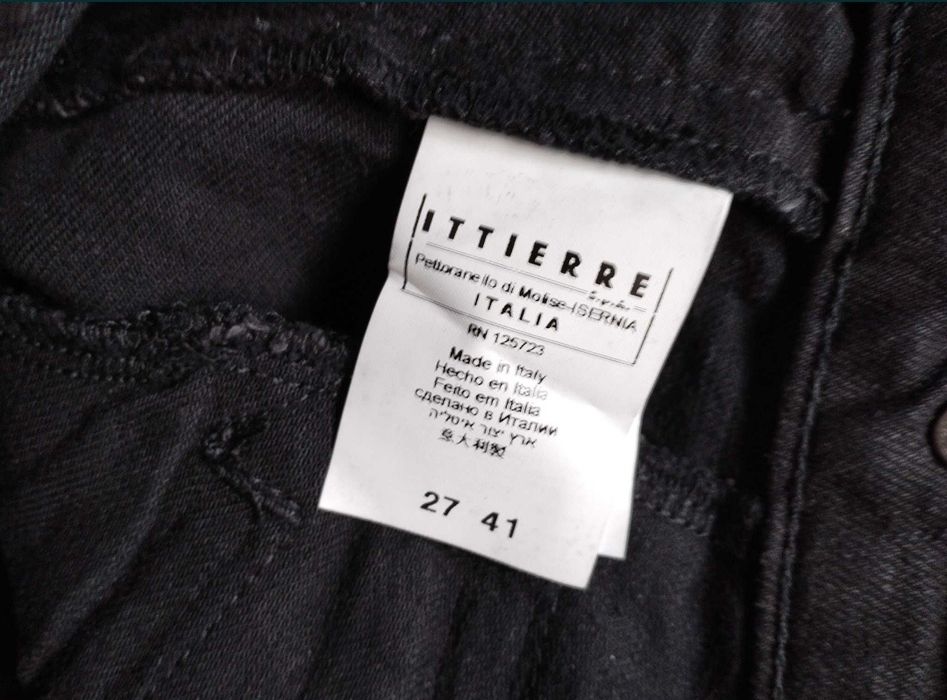 ITTIERRE
Pettoranello di Molise-ISERNIA
ITALIA
RN 125723
Made in Italy
Hecho en Italia
Feito em Italia
сделано в Италии
ארץ יצור איטליה
意大利製
27 41